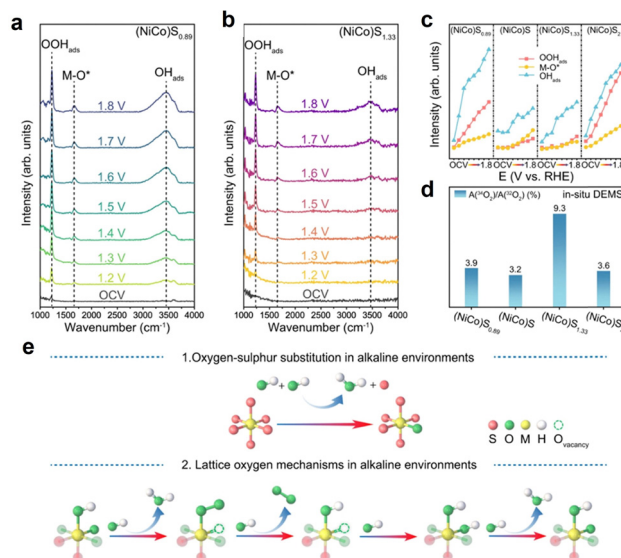 a
(NiCo)S0.89
OOHads
M-O*
OHads
1.8 V
1.7 V
1.6 V
1.5 V
1.4 V
1.3 V
1.2 V
OCV
Intensity (arb. units)
1000 1500 2000 2500 3000 3500 4000
Wavenumber (cm-1)
b
(NiCo)S1.33
OOHads
M-O*
OHads
1.8 V
1.7 V
1.6 V
1.5 V
1.4 V
1.3 V
1.2 V
OCV
Intensity (arb. units)
1000 1500 2000 2500 3000 3500 4000
Wavenumber (cm-1)
c
(NiCo)S0.89 (NiCo)S (NiCo)S1.33 (NiCo)S
OOHads
M-O*
OHads
Intensity (arb. units)
OCV 1.8 OCV 1.8 OCV 1.8 OCV 1.8
E (V vs. RHE)
d
A(34O2)/A(32O2) (%)
in-situ DEMS
3.9
3.2
9.3
3.6
(NiCo)S0.89
(NiCo)S
(NiCo)S1.33
(NiCo)S
e
1.Oxygen-sulphur substitution in alkaline environments
+
+
S O M H Ovacancy
2. Lattice oxygen mechanisms in alkaline environments